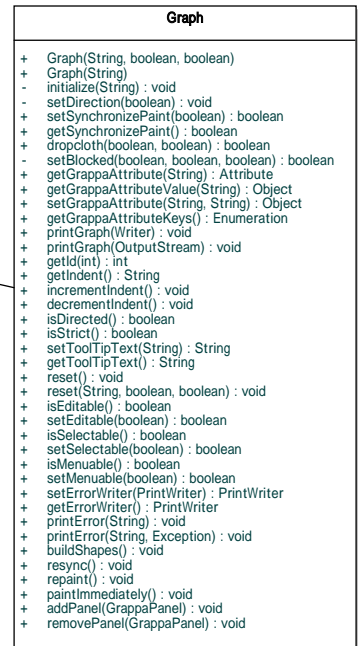 Graph
+ Graph(String, boolean, boolean)
+ Graph(String)
- initialize(String) : void
- setDirection(boolean) : void
+ setSynchronizePaint(boolean) : boolean
+ getSynchronizePaint() : boolean
+ dropcloth(boolean, boolean) : boolean
- setBlocked(boolean, boolean, boolean) : boolean
+ getGrappaAttribute(String) : Attribute
+ getGrappaAttributeValue(String) : Object
+ setGrappaAttribute(String, String) : Object
+ getGrappaAttributeKeys() : Enumeration
+ printGraph(Writer) : void
+ printGraph(OutputStream) : void
+ getId(int) : int
+ getIndent() : String
+ incrementIndent() : void
+ decrementIndent() : void
+ isDirected() : boolean
+ isStrict() : boolean
+ setToolTipText(String) : String
+ getToolTipText() : String
+ reset() : void
+ reset(String, boolean, boolean) : void
+ isEditable() : boolean
+ setEditable(boolean) : boolean
+ isSelectable() : boolean
+ setSelectable(boolean) : boolean
+ isMenuable() : boolean
+ setMenuable(boolean) : boolean
+ setErrorWriter(PrintWriter) : PrintWriter
+ getErrorWriter() : PrintWriter
+ printError(String) : void
+ printError(String, Exception) : void
+ buildShapes() : void
+ resync() : void
+ repaint() : void
+ paintImmediately() : void
+ addPanel(GrappaPanel) : void
+ removePanel(GrappaPanel) : void